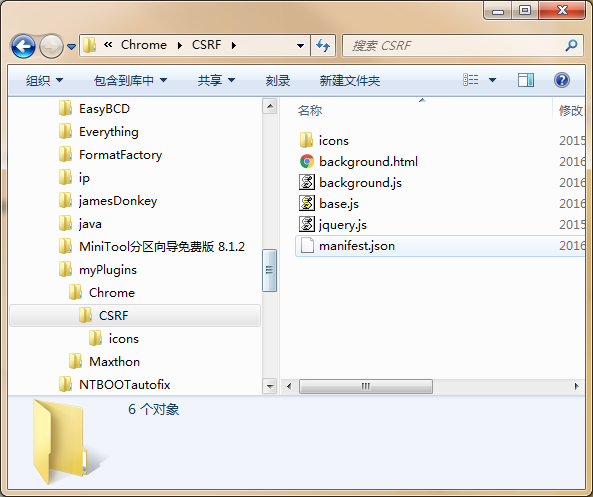 « Chrome ▸ CSRF ▸
搜索 CSRF
组织 包含到库中 共享 刻录 新建文件夹
EasyBCD
Everything
FormatFactory
ip
jamesDonkey
java
MiniTool分区向导免费版 8.1.2
myPlugins
Chrome
CSRF
icons
Maxthon
NTBOOTautofix
名称 修改
icons 2015
background.html 2016
background.js 2016
base.js 2016
jquery.js 2015
manifest.json 2016
6 个对象